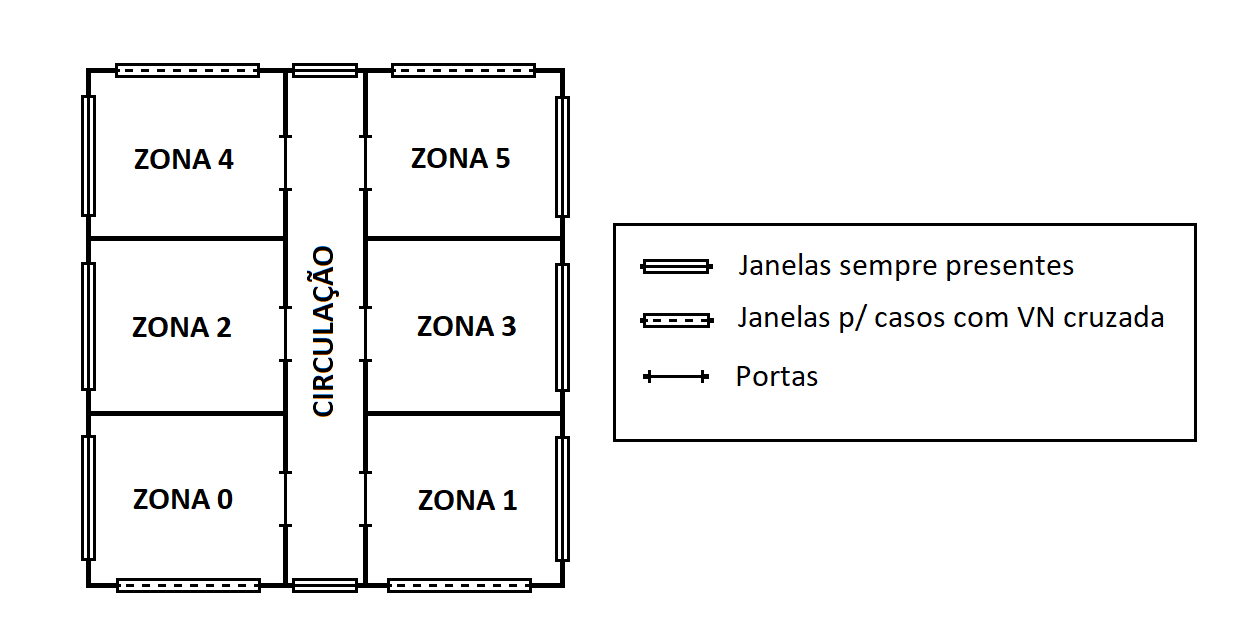 ZONA 4
ZONA 5
ZONA 2
CIRCULAÇÃO
ZONA 3
ZONA 0
ZONA 1
Janelas sempre presentes
Janelas p/ casos com VN cruzada
Portas